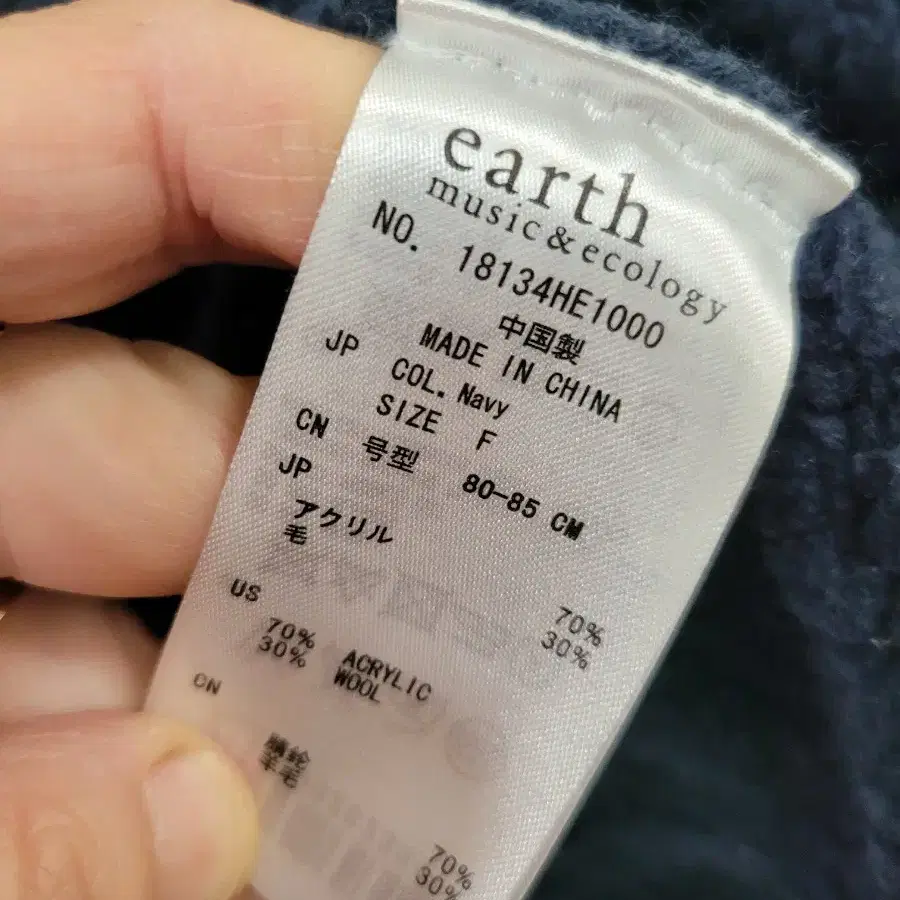 earth
music&ecology
NO. 18134HE1000
中国製
MADE IN CHINA
JP COL. Navy
SIZE F
CN 号型 80-85 CM
JP
アクリル 70%
毛 30%
US
70% ACRYLIC
30% WOOL
CN
腈纶 70%
羊毛 30%